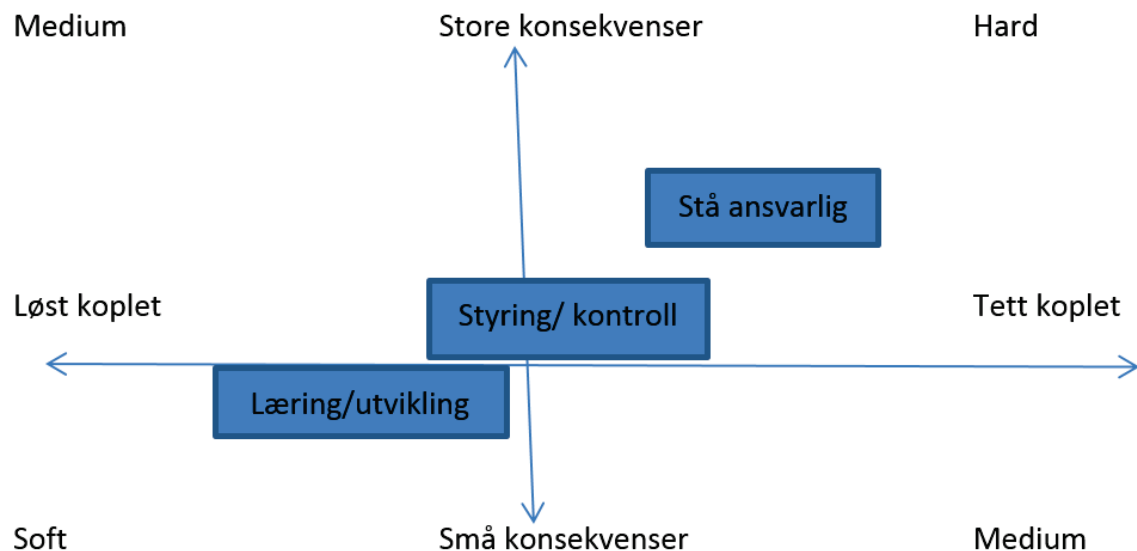 Medium
Store konsekvenser
Hard
Stå ansvarlig
Løst koplet
Styring/ kontroll
Tett koplet
Læring/utvikling
Soft
Små konsekvenser
Medium